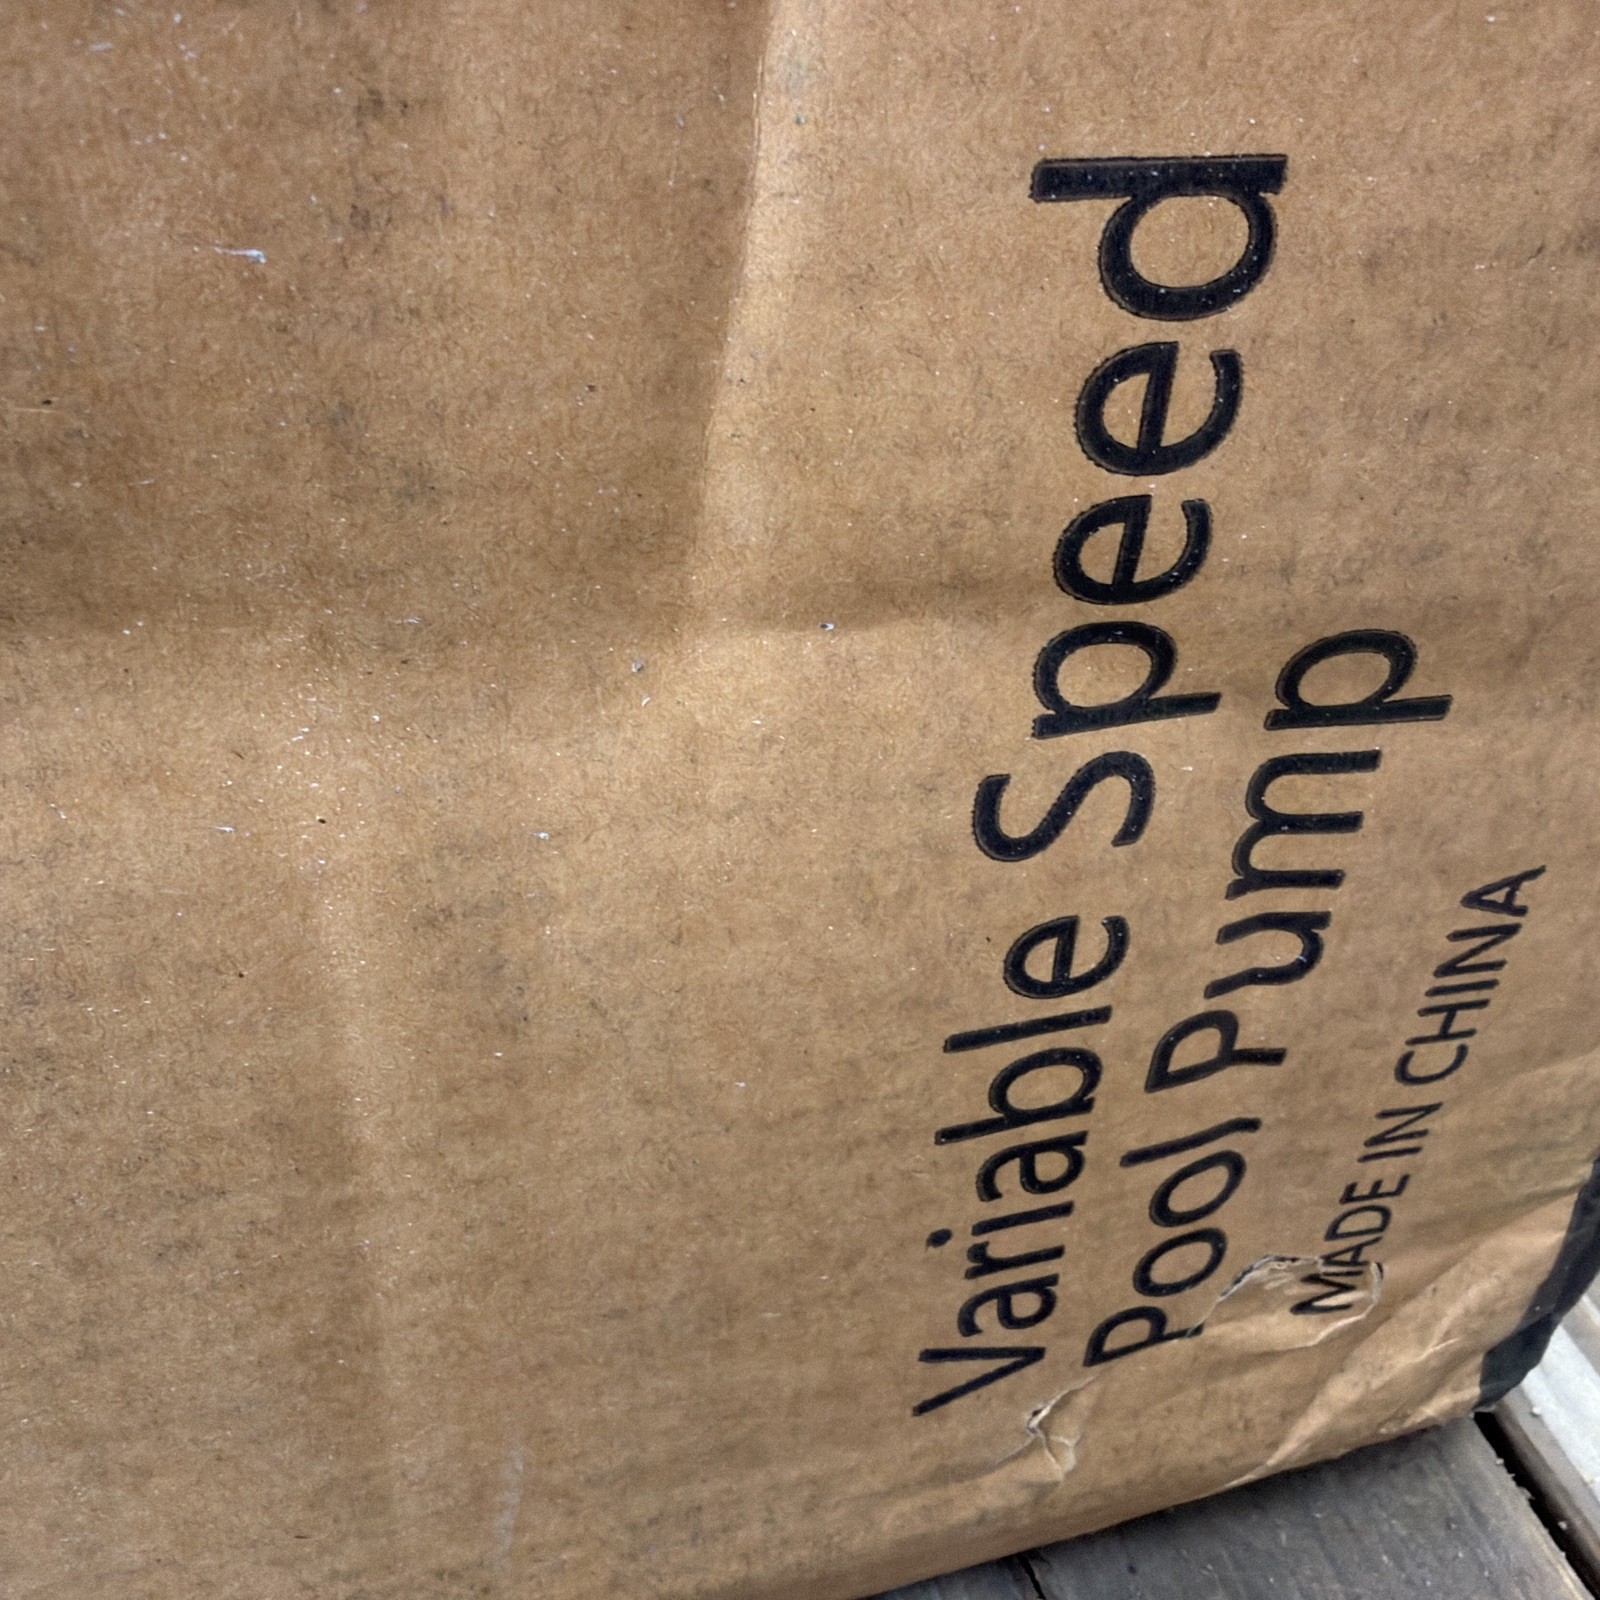 Variable Speed
Pool Pump
MADE IN CHINA